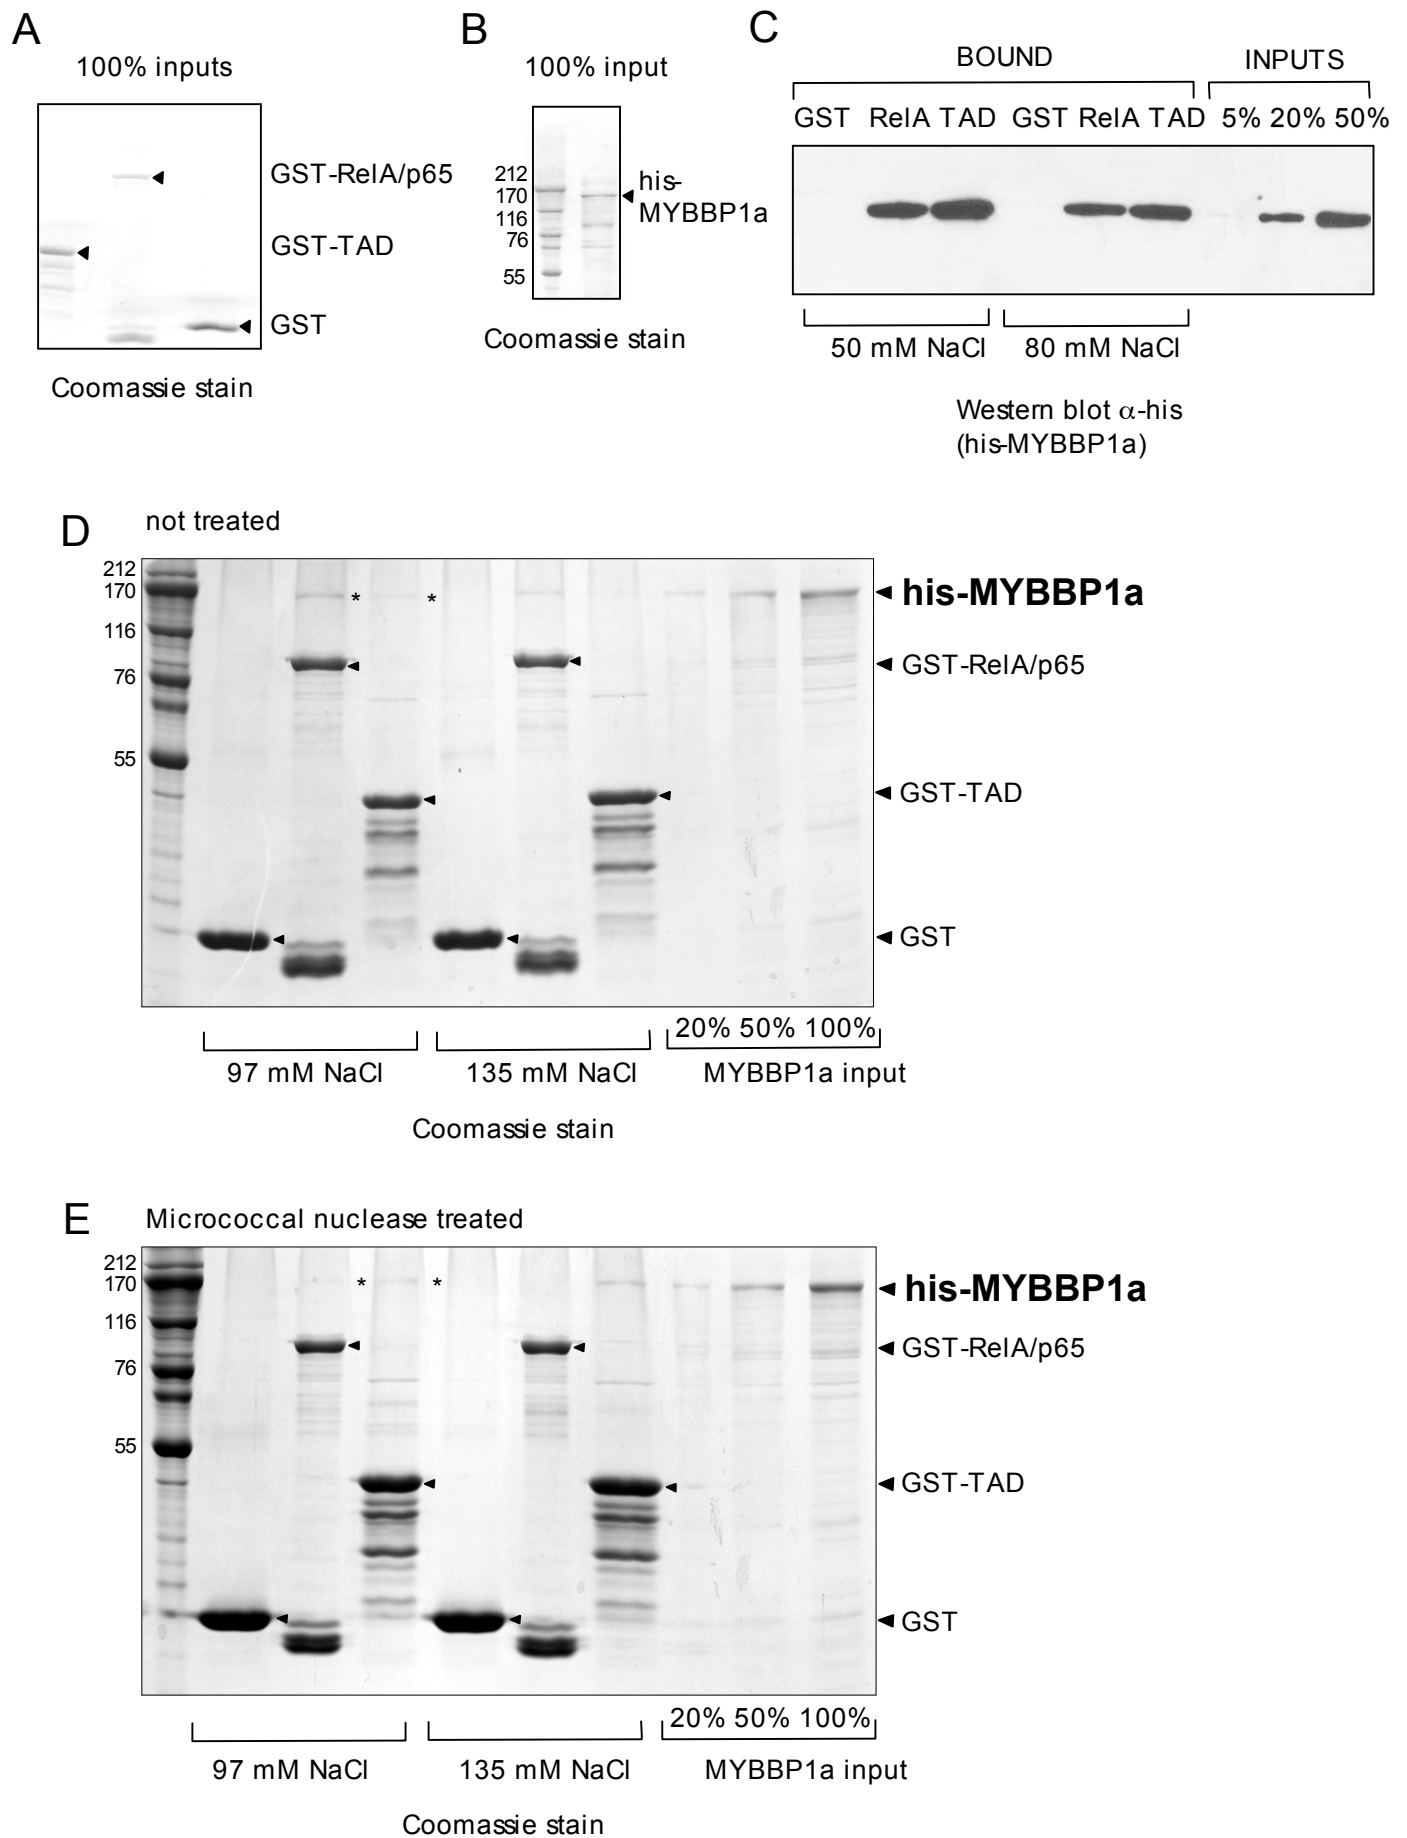 A
100% inputs
GST-RelA/p65
GST-TAD
GST
Coomassie stain
B
100% input
212
170
116
76
55
his-
MYBBP1a
Coomassie stain
C
BOUND INPUTS
GST RelA TAD GST RelA TAD 5% 20% 50%
50 mM NaCl 80 mM NaCl
Western blot α-his
(his-MYBBP1a)
D
not treated
212
170
116
76
55
* *
his-MYBBP1a
GST-RelA/p65
GST-TAD
GST
20% 50% 100%
97 mM NaCl 135 mM NaCl MYBBP1a input
Coomassie stain
E
Micrococcal nuclease treated
212
170
116
76
55
* *
his-MYBBP1a
GST-RelA/p65
GST-TAD
GST
20% 50% 100%
97 mM NaCl 135 mM NaCl MYBBP1a input
Coomassie stain